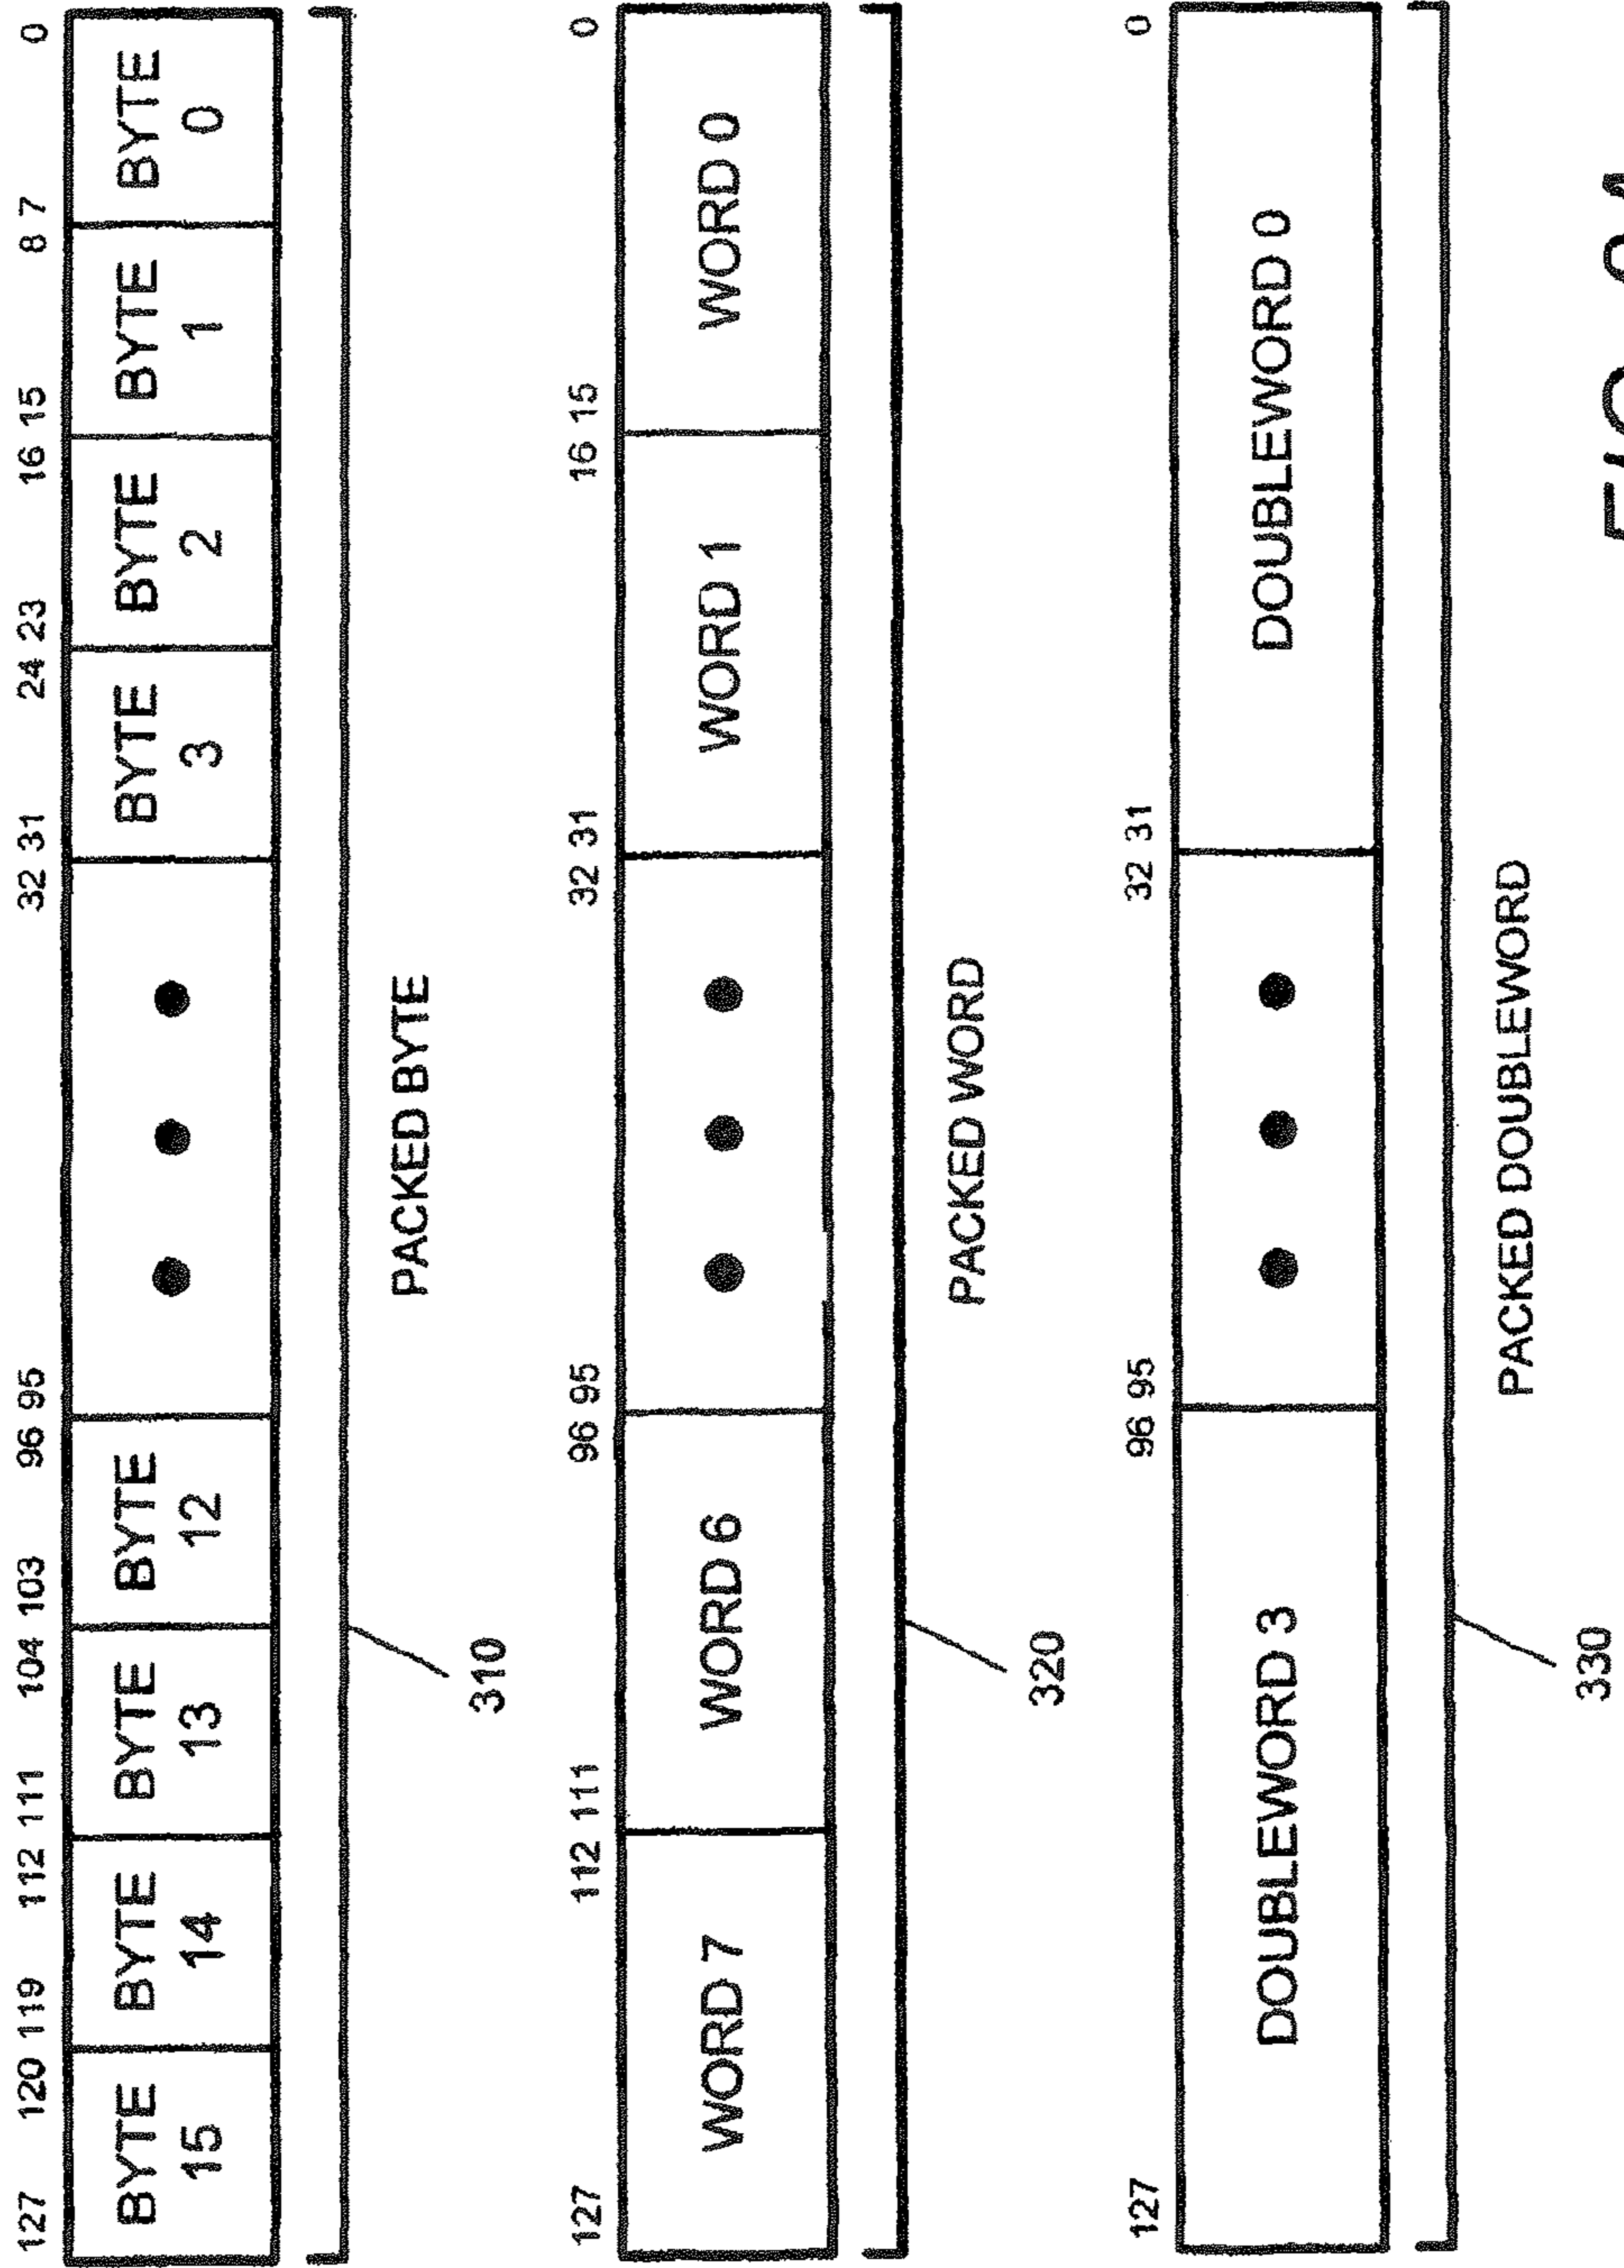 127 120 119 112 111 104 103 96 95 32 31 24 23 16 15 8 7 0
BYTE 15 BYTE 14 BYTE 13 BYTE 12 BYTE 3 BYTE 2 BYTE 1 BYTE 0
PACKED BYTE
310
127 112 111 96 95 32 31 16 15 0
WORD 7 WORD 6 WORD 1 WORD 0
PACKED WORD
320
127 96 95 32 31 0
DOUBLEWORD 3 DOUBLEWORD 0
PACKED DOUBLEWORD
330